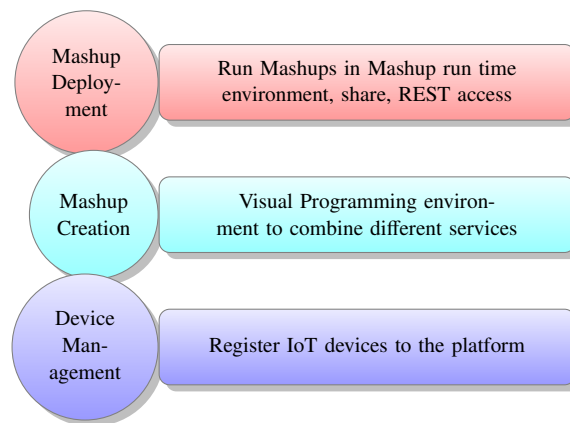 Mashup
Deploy-
ment
Run Mashups in Mashup run time
environment, share, REST access
Mashup
Creation
Visual Programming environ-
ment to combine different services
Device
Man-
agement
Register IoT devices to the platform